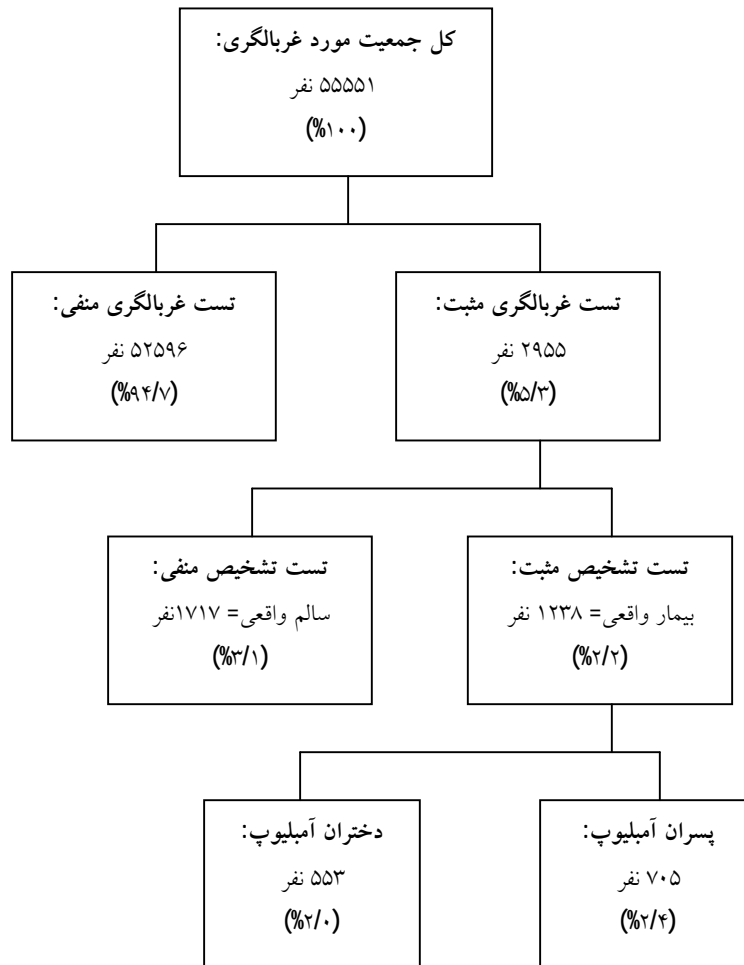 کل جمعیت مورد غربالگری:
۵۵۵۵۱ نفر
(%۱۰۰)
تست غربالگری مثبت:
۲۹۵۵ نفر
(%۵/۳)
تست غربالگری منفی:
۵۲۵۹۶ نفر
(%۹۴/۷)
تست تشخیص مثبت:
بیمار واقعی= ۱۲۳۸ نفر
(%۲/۲)
تست تشخیص منفی:
سالم واقعی= ۱۷۱۷نفر
(%۳/۱)
پسران آمبلیوپ:
۷۰۵ نفر
(%۲/۴)
دختران آمبلیوپ:
۵۵۳ نفر
(%۲/۰)